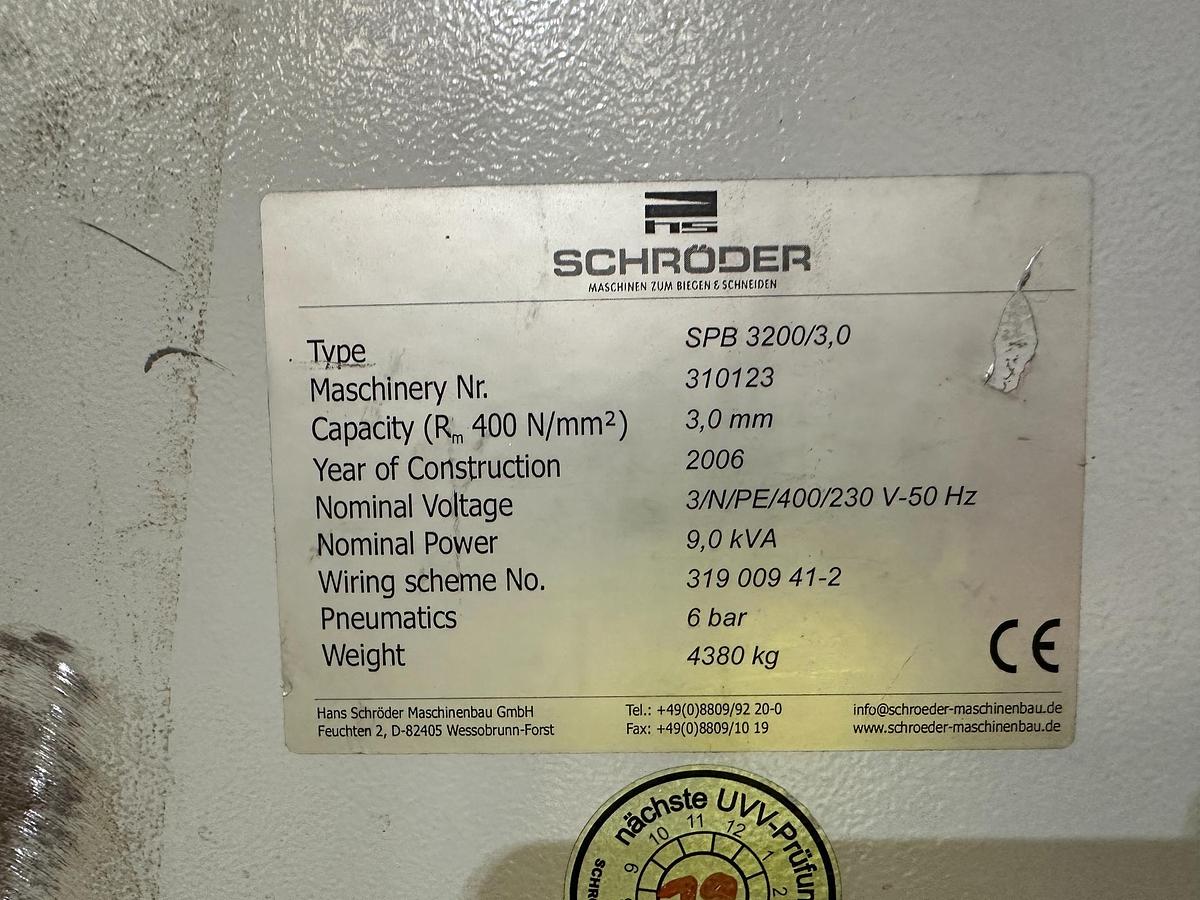 hs
SCHRÖDER
MASCHINEN ZUM BIEGEN & SCHNEIDEN
Type SPB 3200/3,0
Maschinery Nr. 310123
Capacity (Rm 400 N/mm²) 3,0 mm
Year of Construction 2006
Nominal Voltage 3/N/PE/400/230 V-50 Hz
Nominal Power 9,0 kVA
Wiring scheme No. 319 009 41-2
Pneumatics 6 bar
Weight 4380 kg
CE
Hans Schröder Maschinenbau GmbH Tel.: +49(0)8809/92 20-0 info@schroeder-maschinenbau.de
Feuchten 2, D-82405 Wessobrunn-Forst Fax: +49(0)8809/10 19 www.schroeder-maschinenbau.de
nächste UVV-Prüfun
9 10 11 12 1 2
SCHRÖ